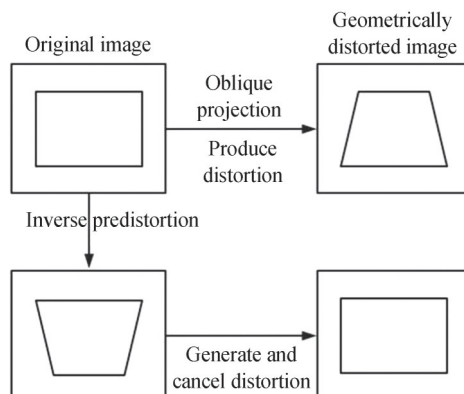 Original image
Geometrically
distorted image
Oblique
projection
Produce
distortion
Inverse predistortion
Generate and
cancel distortion